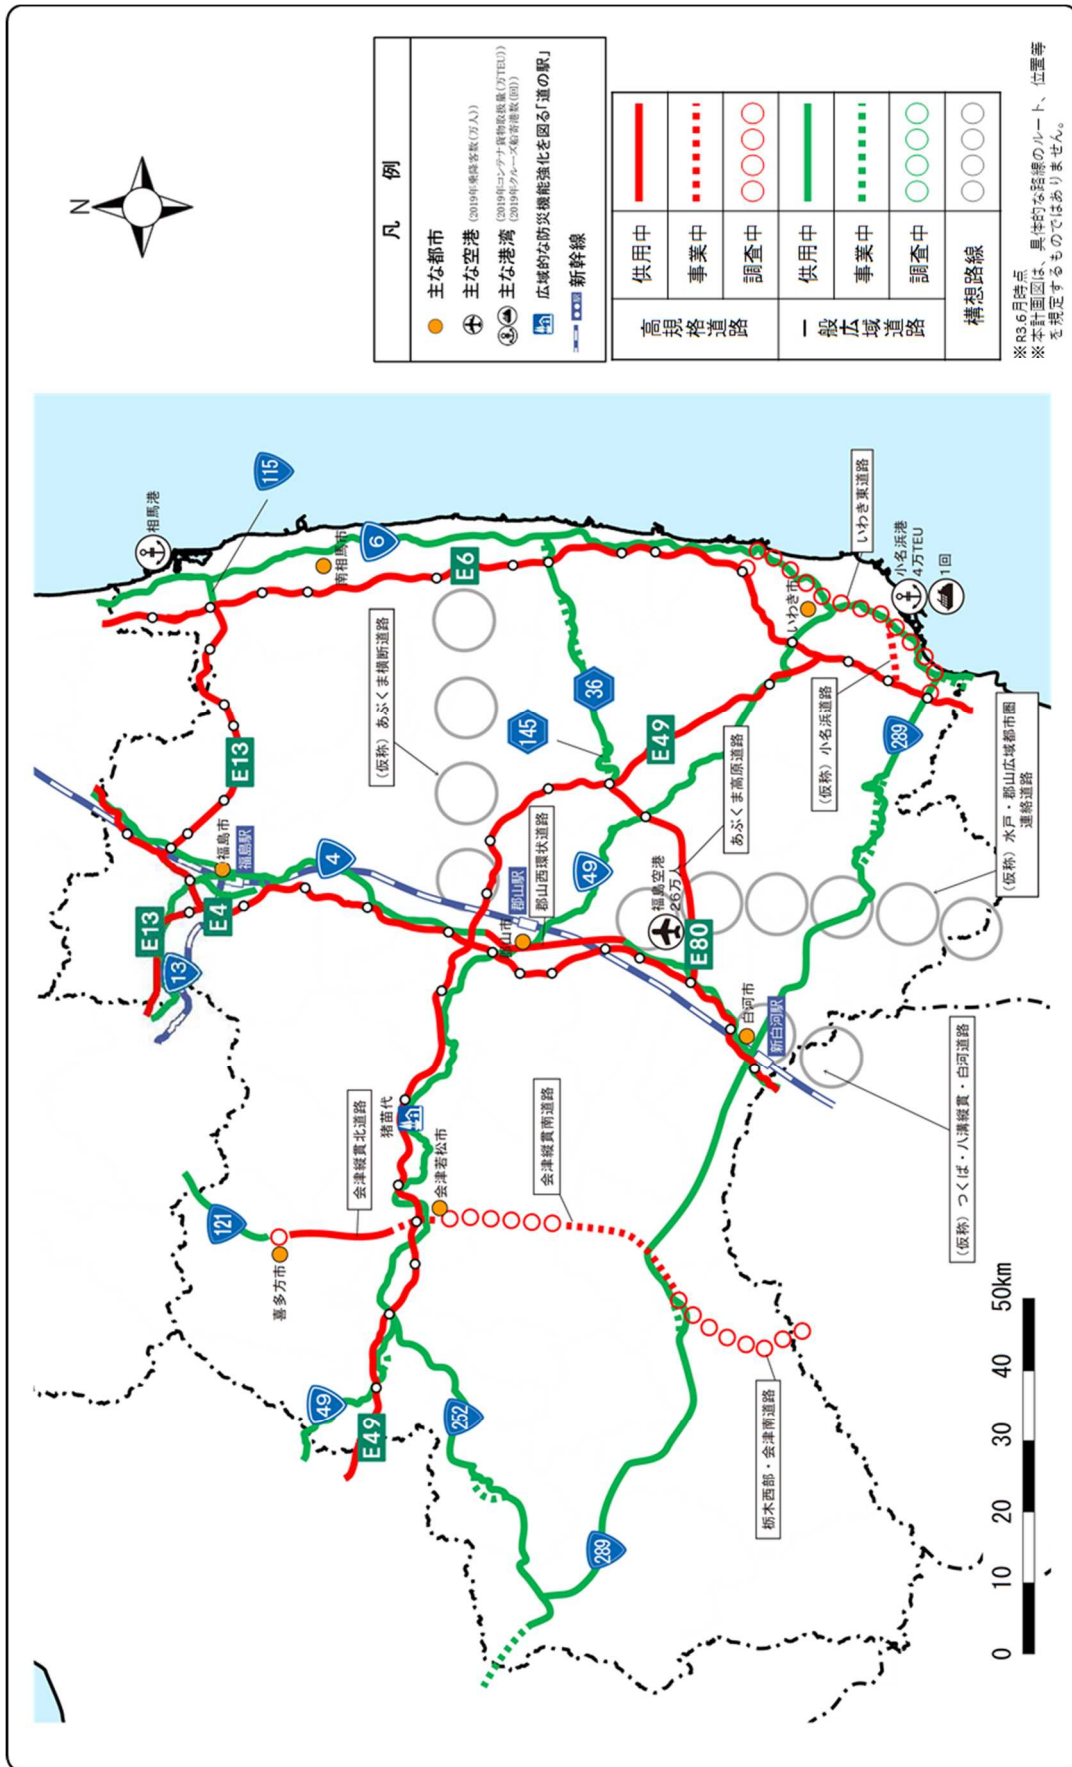 N
凡 例
主な都市
主な空港 (2019年乗降客数(万人))
主な港湾 (2019年コンテナ貨物取扱量(万TEU))
(2019年クルーズ船寄港数(回))
広域的な防災機能強化を図る「道の駅」
●●駅 新幹線
高規格道路
供用中
事業中
調査中
一般広域道路
供用中
事業中
調査中
構想路線
※R3.6月時点
※本計画図は、具体的な路線のルート、位置等
を規定するものではありません。
相馬港
115
6
南相馬市
E6
E13
(仮称)あぶくま横断道路
E13
13
E4
福島市
福島駅
4
36
145
E49
いわき市
いわき東道路
小名浜港
4万TEU
1回
(仮称)小名浜道路
289
(仮称)水戸・郡山広域都市圏
連絡道路
あぶくま高原道路
49
郡山西環状道路
郡山駅
郡山市
福島空港
26万人
E80
白河市
新白河駅
(仮称)つくば・八溝縦貫・白河道路
121
会津縦貫北道路
猪苗代
会津若松市
会津縦貫南道路
喜多方市
49
E49
252
289
栃木西部・会津南道路
0
10
20
30
40
50km